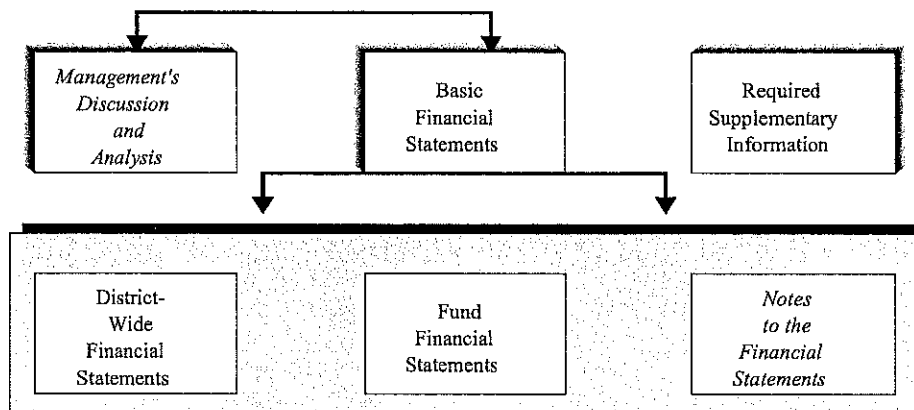 Management's
Discussion
and
Analysis
Basic
Financial
Statements
Required
Supplementary
Information
District-
Wide
Financial
Statements
Fund
Financial
Statements
Notes
to the
Financial
Statements